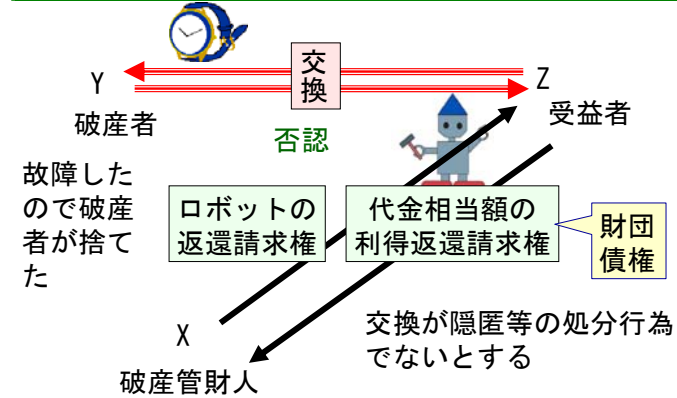 交
換
Y
破産者
Z
受益者
否認
故障した
ので破産
者が捨て
た
ロボットの
返還請求権
代金相当額の
利得返還請求権
財団
債権
X
破産管財人
交換が隠匿等の処分行為
でないとする